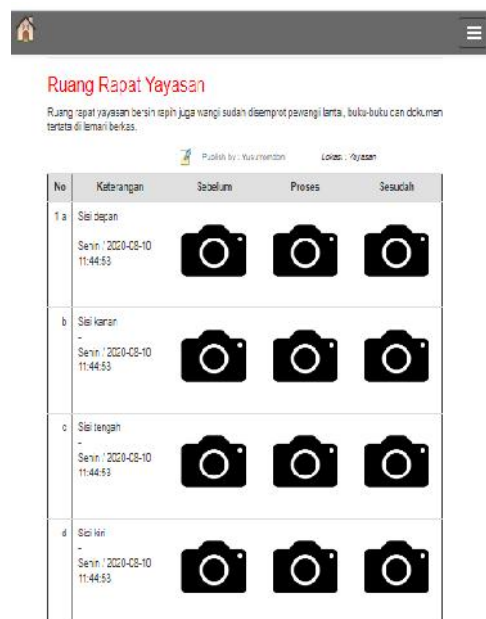 Ruang Rapat Yayasan
Ruang rapat yayasan bersih rapih juga wangi sudah disemprot pewangi lantai, buku-buku dan dokumen
tertata di lemari berkas.
Publish by : Lokasi : Yayasan
No Keterangan Sebelum Proses Sesudah
1 a Sisi depan
Senin / 2020-08-10
11:44:53
b Sisi kanan
-
Senin / 2020-08-10
11:44:53
c Sisi tengah
-
Senin / 2020-08-10
11:44:53
d Sisi kiri
-
Senin / 2020-08-10
11:44:53